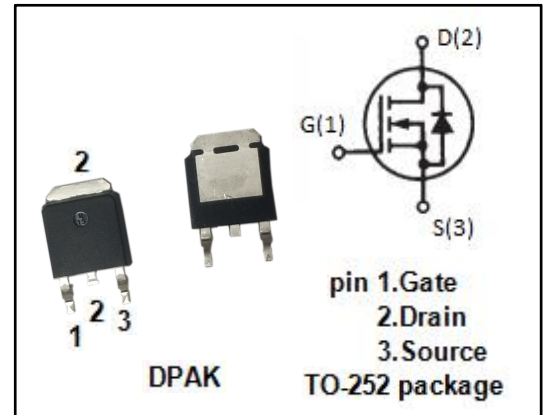 D(2)
G(1)
S(3)
2
1 2 3
pin 1.Gate
2.Drain
3.Source
DPAK
TO-252 package